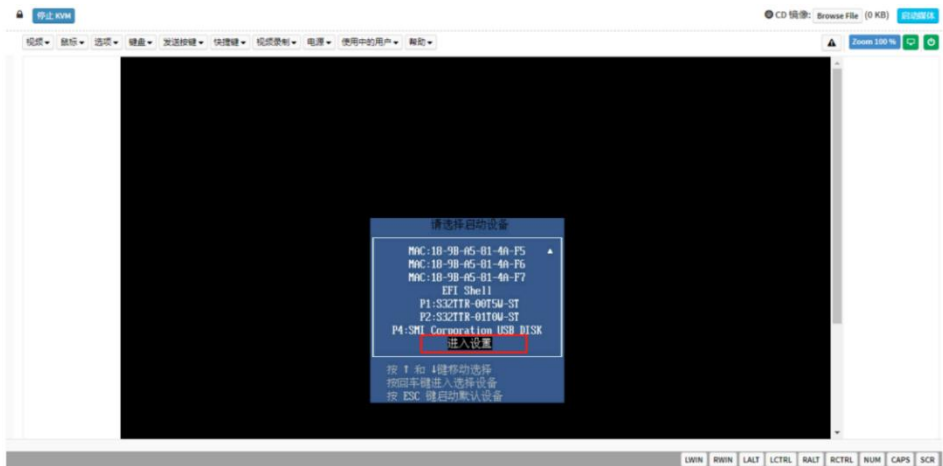 停止 KVM
CD 镜像: Browse File (0 KB) 启动媒体
视频 鼠标 选项 键盘 发送按键 快捷键 视频录制 电源 使用中的用户 帮助
Zoom 100 %
请选择启动设备
MAC:18-9B-A5-81-4A-F5
MAC:18-9B-A5-81-4A-F6
MAC:18-9B-A5-81-4A-F7
EFI Shell
P1:S32TTR-00T5W-ST
P2:S32TTR-01T0W-ST
P4:SMI Corporation USB DISK
进入设置
按 ↑ 和 ↓键移动选择
按回车键进入选择设备
按 ESC 键启动默认设备
LWIN RWIN LALT LCTRL RALT RCTRL NUM CAPS SCR